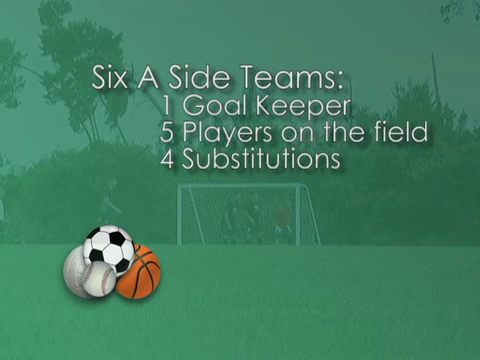 Six A Side Teams:
1 Goal Keeper
5 Players on the field
4 Substitutions